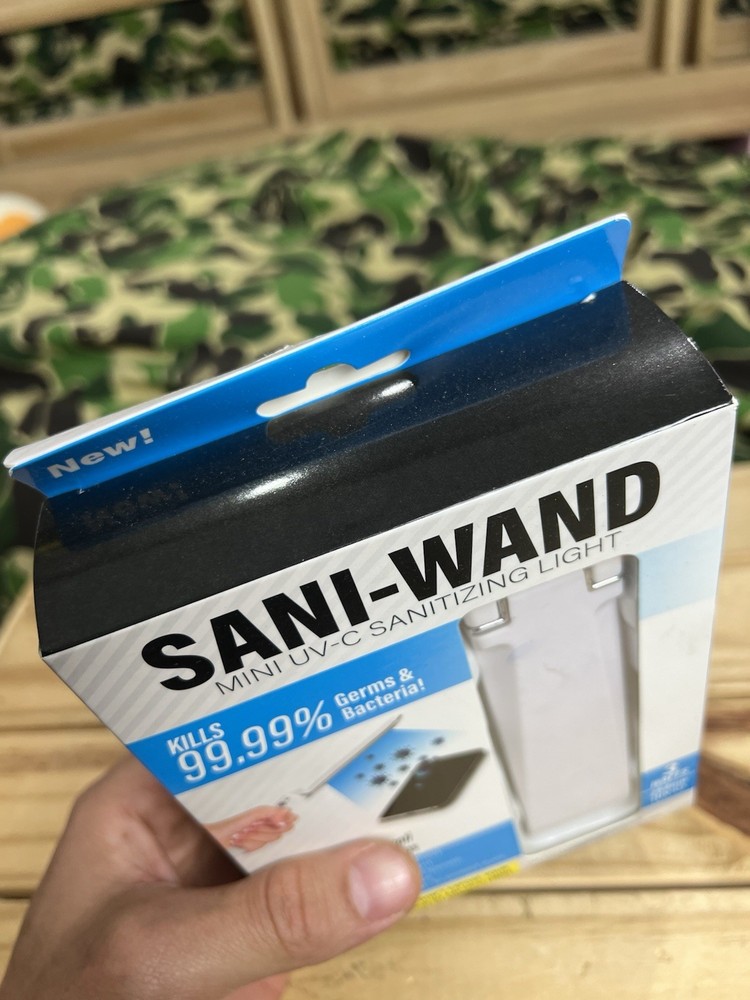 New!
SANI-WAND
MINI UV-C SANITIZING LIGHT
KILLS
99.99%
Germs &
Bacteria!